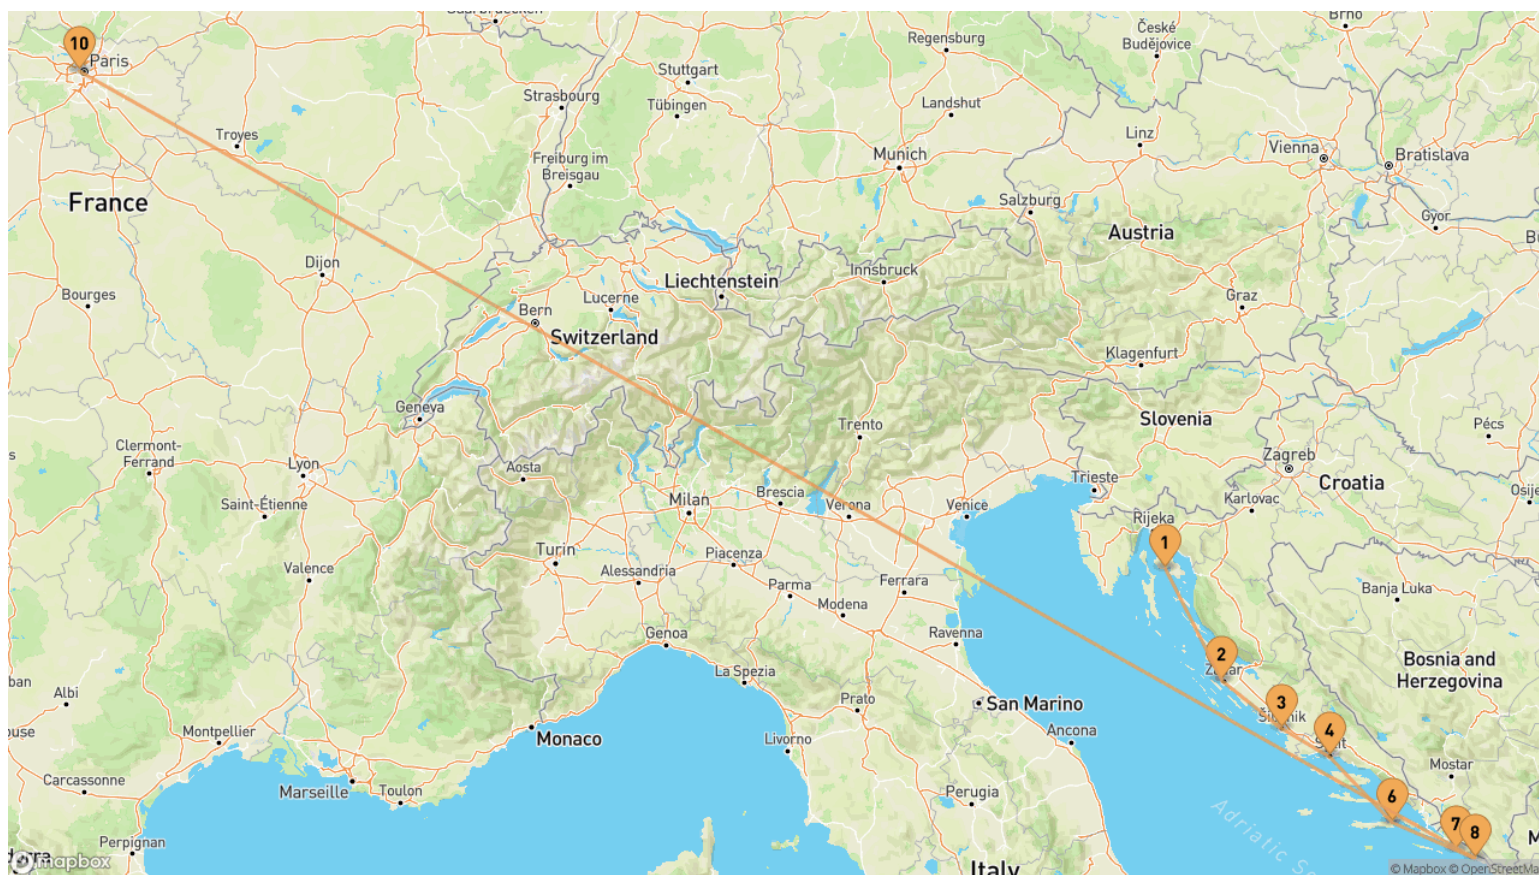 Saarbrücken
Brno
10
Paris
České
Budějovice
Regensburg
Stuttgart
Strasbourg
Tübingen
Landshut
Troyes
Linz
Vienna
Bratislava
Munich
Freiburg im
Breisgau
France
Salzburg
Gyor
Austria
Dijon
Innsbruck
Liechtenstein
Bourges
Lucerne
Graz
Bern
Switzerland
Klagenfurt
Geneva
Slovenia
Trento
Pécs
Clermont-
Ferrand
Zagreb
Lyon
Aosta
Trieste
Croatia
Brescia
Milan
Karlovac
Saint-Étienne
Verona
Venice
Rijeka
1
Turin
Piacenza
Valence
Alessandria
Parma
Ferrara
Banja Luka
Modena
Genoa
Ravenna
2
Bosnia and
Herzegovina
La Spezia
Albi
Prato
San Marino
3
4
Montpellier
Monaco
Livorno
Ancona
Mostar
Carcassonne
Marseille
Toulon
Perugia
6
Adriatic
7
8
Perpignan
mapbox
Italy
© Mapbox © OpenStreetMa